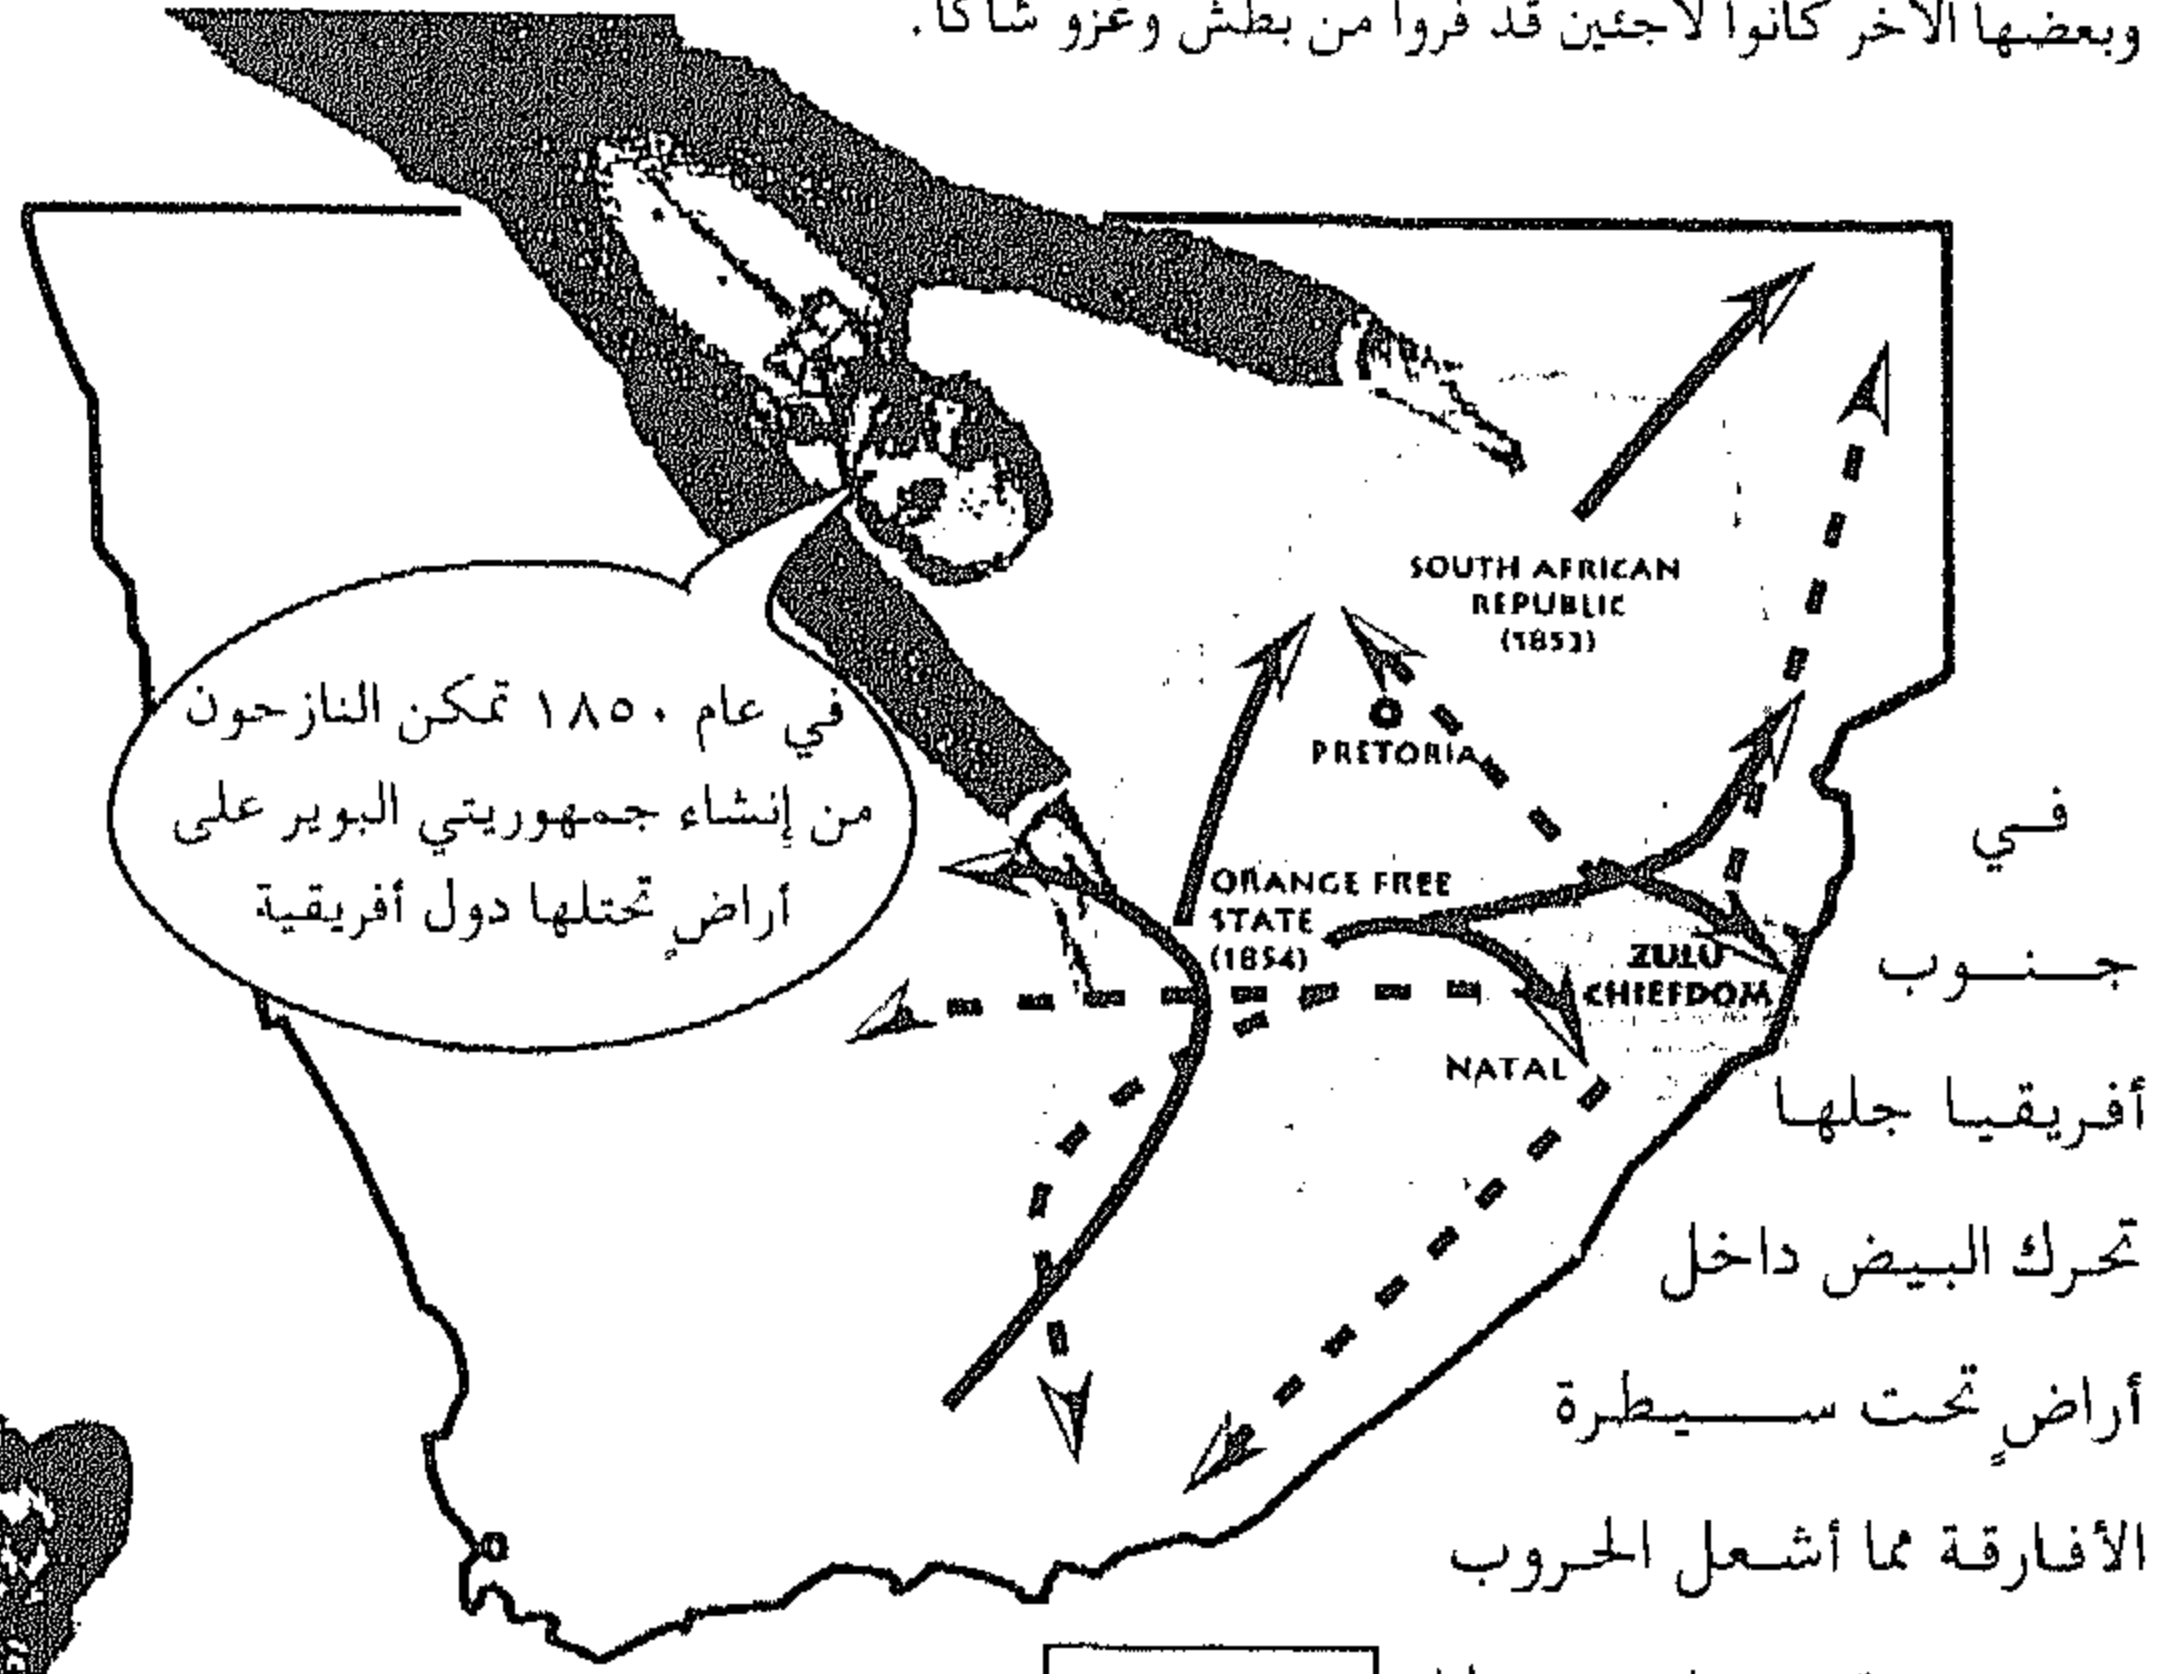 وبعضها الآخر كانوا لاجئين قد فروا من بطش وغزو شاكا.
SOUTH AFRICAN
REPUBLIC
PRETORIA
في عام ١٨٥٠ تمكن النازحون
من إنشاء جمهوريتي البوير على
أراضٍ تحتلها دول أفريقية
ORANGE FREE
STATE
(1854)
ZULU
CHIEFDOM
NATAL
في
جنوب
أفريقيا جلها
تحرك البيض داخل
أراضٍ تحت سيطرة
الأفارقة مما أشعل الحروب